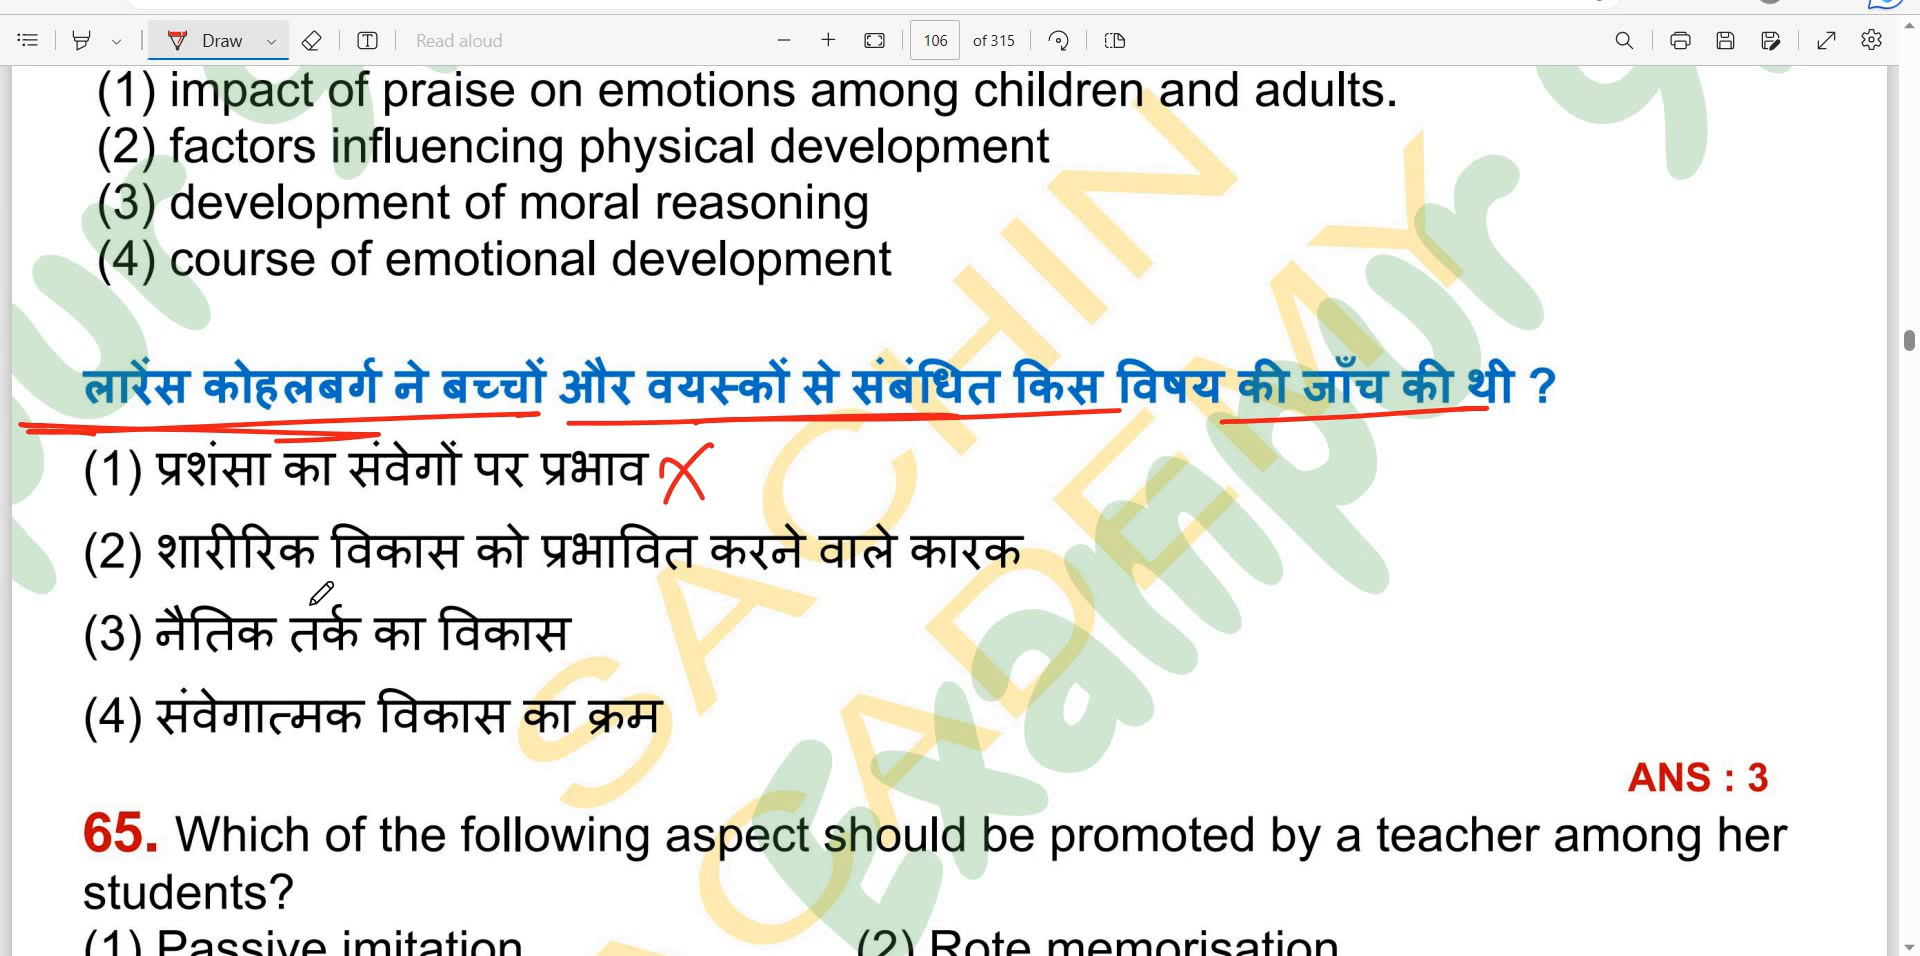 Draw
Read aloud
106 of 315
(1) impact of praise on emotions among children and adults.
(2) factors influencing physical development
(3) development of moral reasoning
(4) course of emotional development
लारेंस कोहलबर्ग ने बच्चों और वयस्कों से संबंधित किस विषय की जाँच की थी ?
(1) प्रशंसा का संवेगों पर प्रभाव
(2) शारीरिक विकास को प्रभावित करने वाले कारक
(3) नैतिक तर्क का विकास
(4) संवेगात्मक विकास का क्रम
ANS : 3
65. Which of the following aspect should be promoted by a teacher among her
students?
(1) Passive imitation (2) Rote memorisation
SACHIN
ACADEMY
Exampur